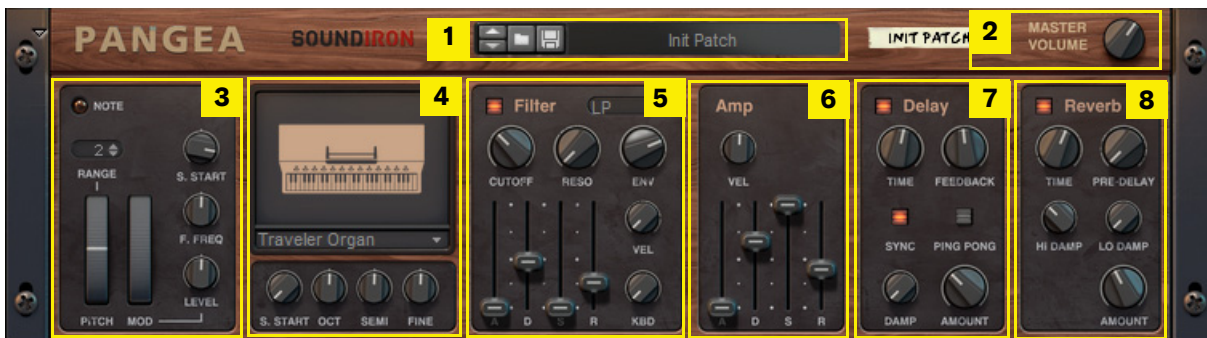 PANGEA
SOUNDIRON
1
Init Patch
INIT PATCH
2
MASTER
VOLUME
3
NOTE
2
RANGE
S. START
F. FREQ
LEVEL
PITCH MOD
4
Traveler Organ
S. START OCT SEMI FINE
Filter LP
5
CUTOFF RESO ENV
VEL
A D S R KBD
Amp
6
VEL
A D S R
Delay
7
TIME FEEDBACK
SYNC PING PONG
DAMP AMOUNT
Reverb
8
TIME PRE-DELAY
Hi DAMP LO DAMP
AMOUNT